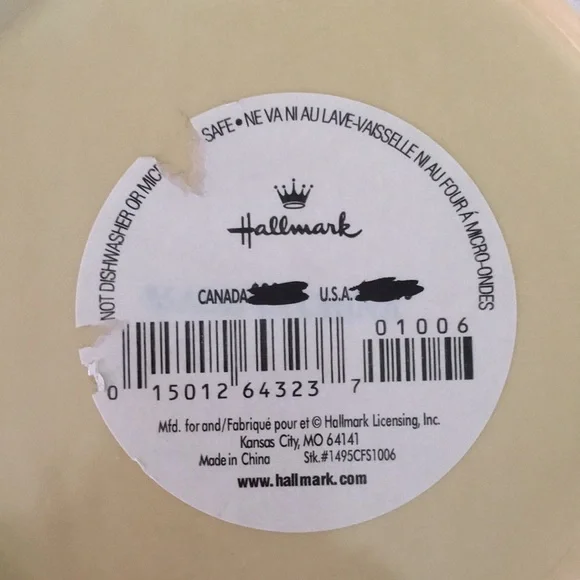 NOT DISHWASHER OR SAFE • NE VA NI AU LAVE-VAISSELLE NI AU FOUR À MICRO-ONDES
Hallmark
CANADA U.S.A.
01006
0 15012 64323 7
Mfd. for and/Fabriqué pour et © Hallmark Licensing, Inc.
Kansas City, MO 64141
Made in China Stk.#1495CFS1006
www.hallmark.com